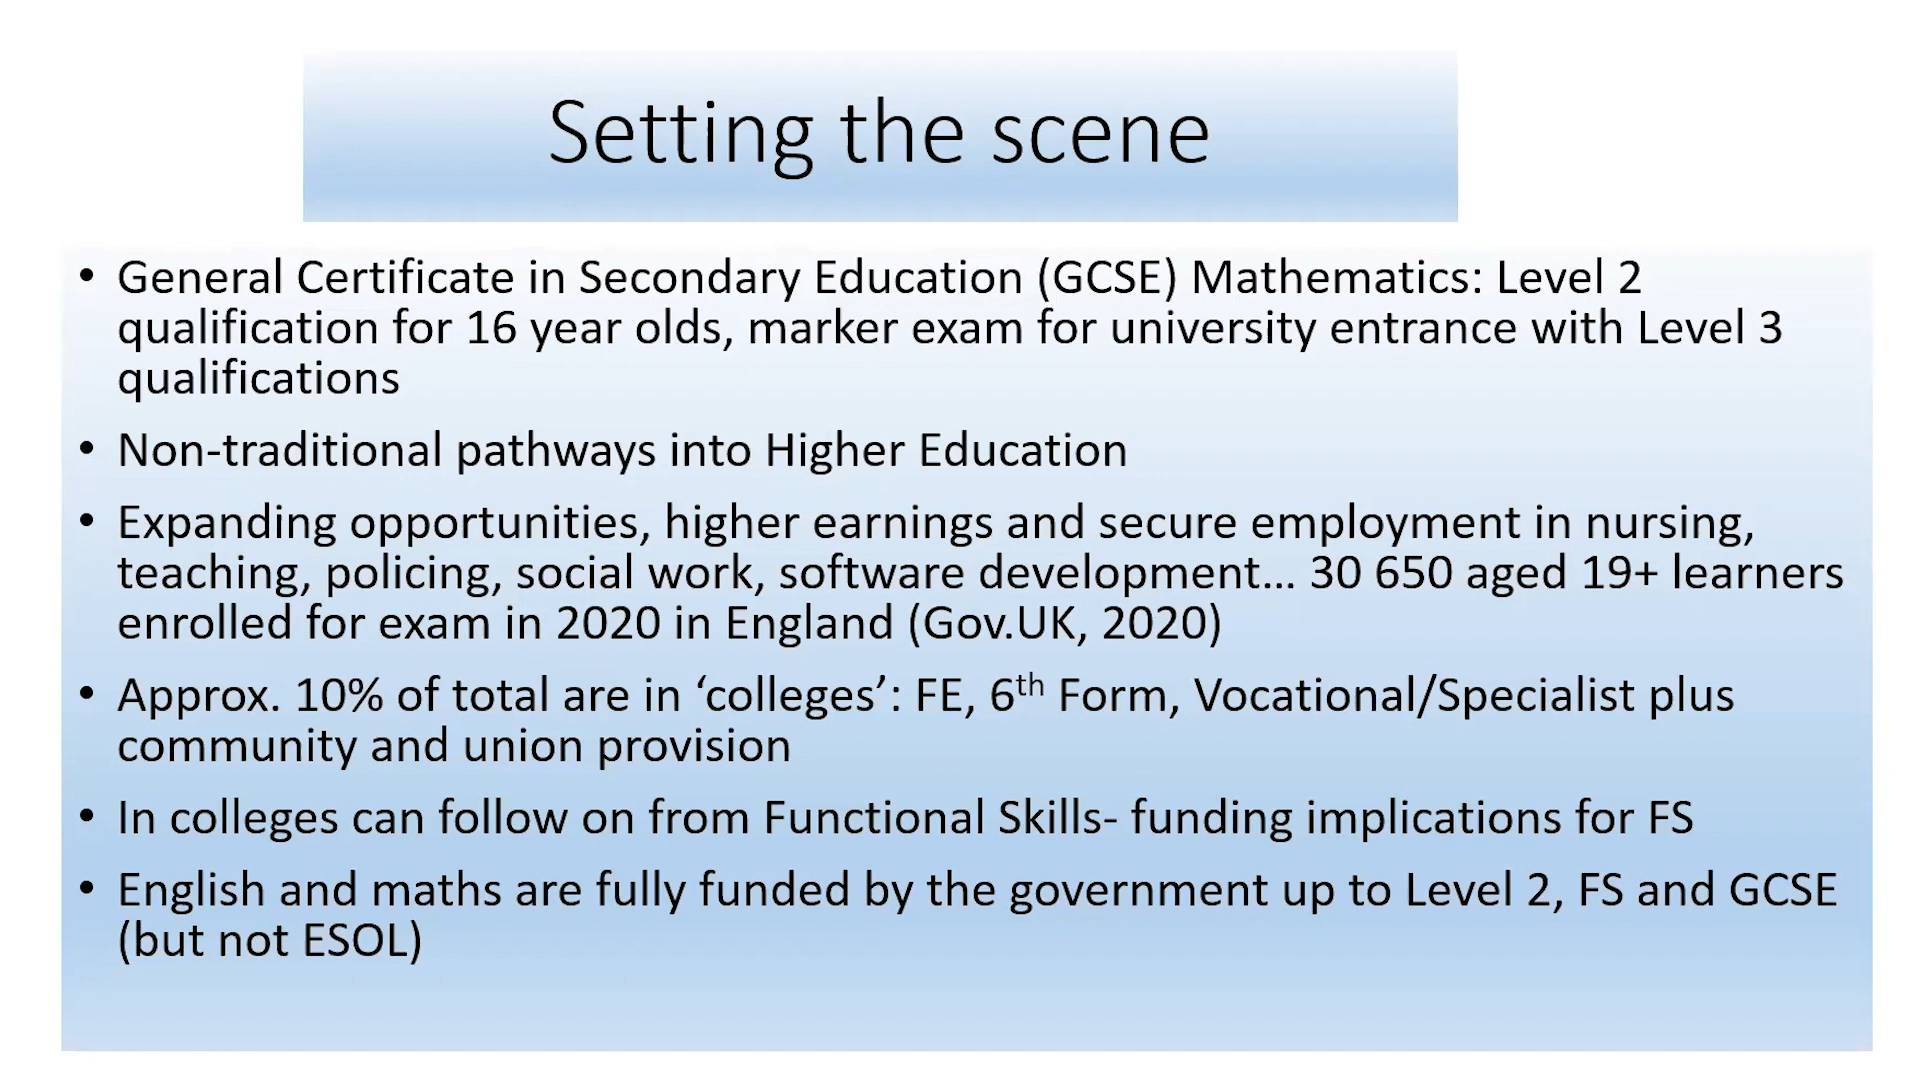 Setting the scene
• General Certificate in Secondary Education (GCSE) Mathematics: Level 2
qualification for 16 year olds, marker exam for university entrance with Level 3
qualifications
• Non-traditional pathways into Higher Education
• Expanding opportunities, higher earnings and secure employment in nursing,
teaching, policing, social work, software development... 30 650 aged 19+ learners
enrolled for exam in 2020 in England (Gov.UK, 2020)
• Approx. 10% of total are in ‘colleges’: FE, 6th Form, Vocational/Specialist plus
community and union provision
• In colleges can follow on from Functional Skills- funding implications for FS
• English and maths are fully funded by the government up to Level 2, FS and GCSE
(but not ESOL)